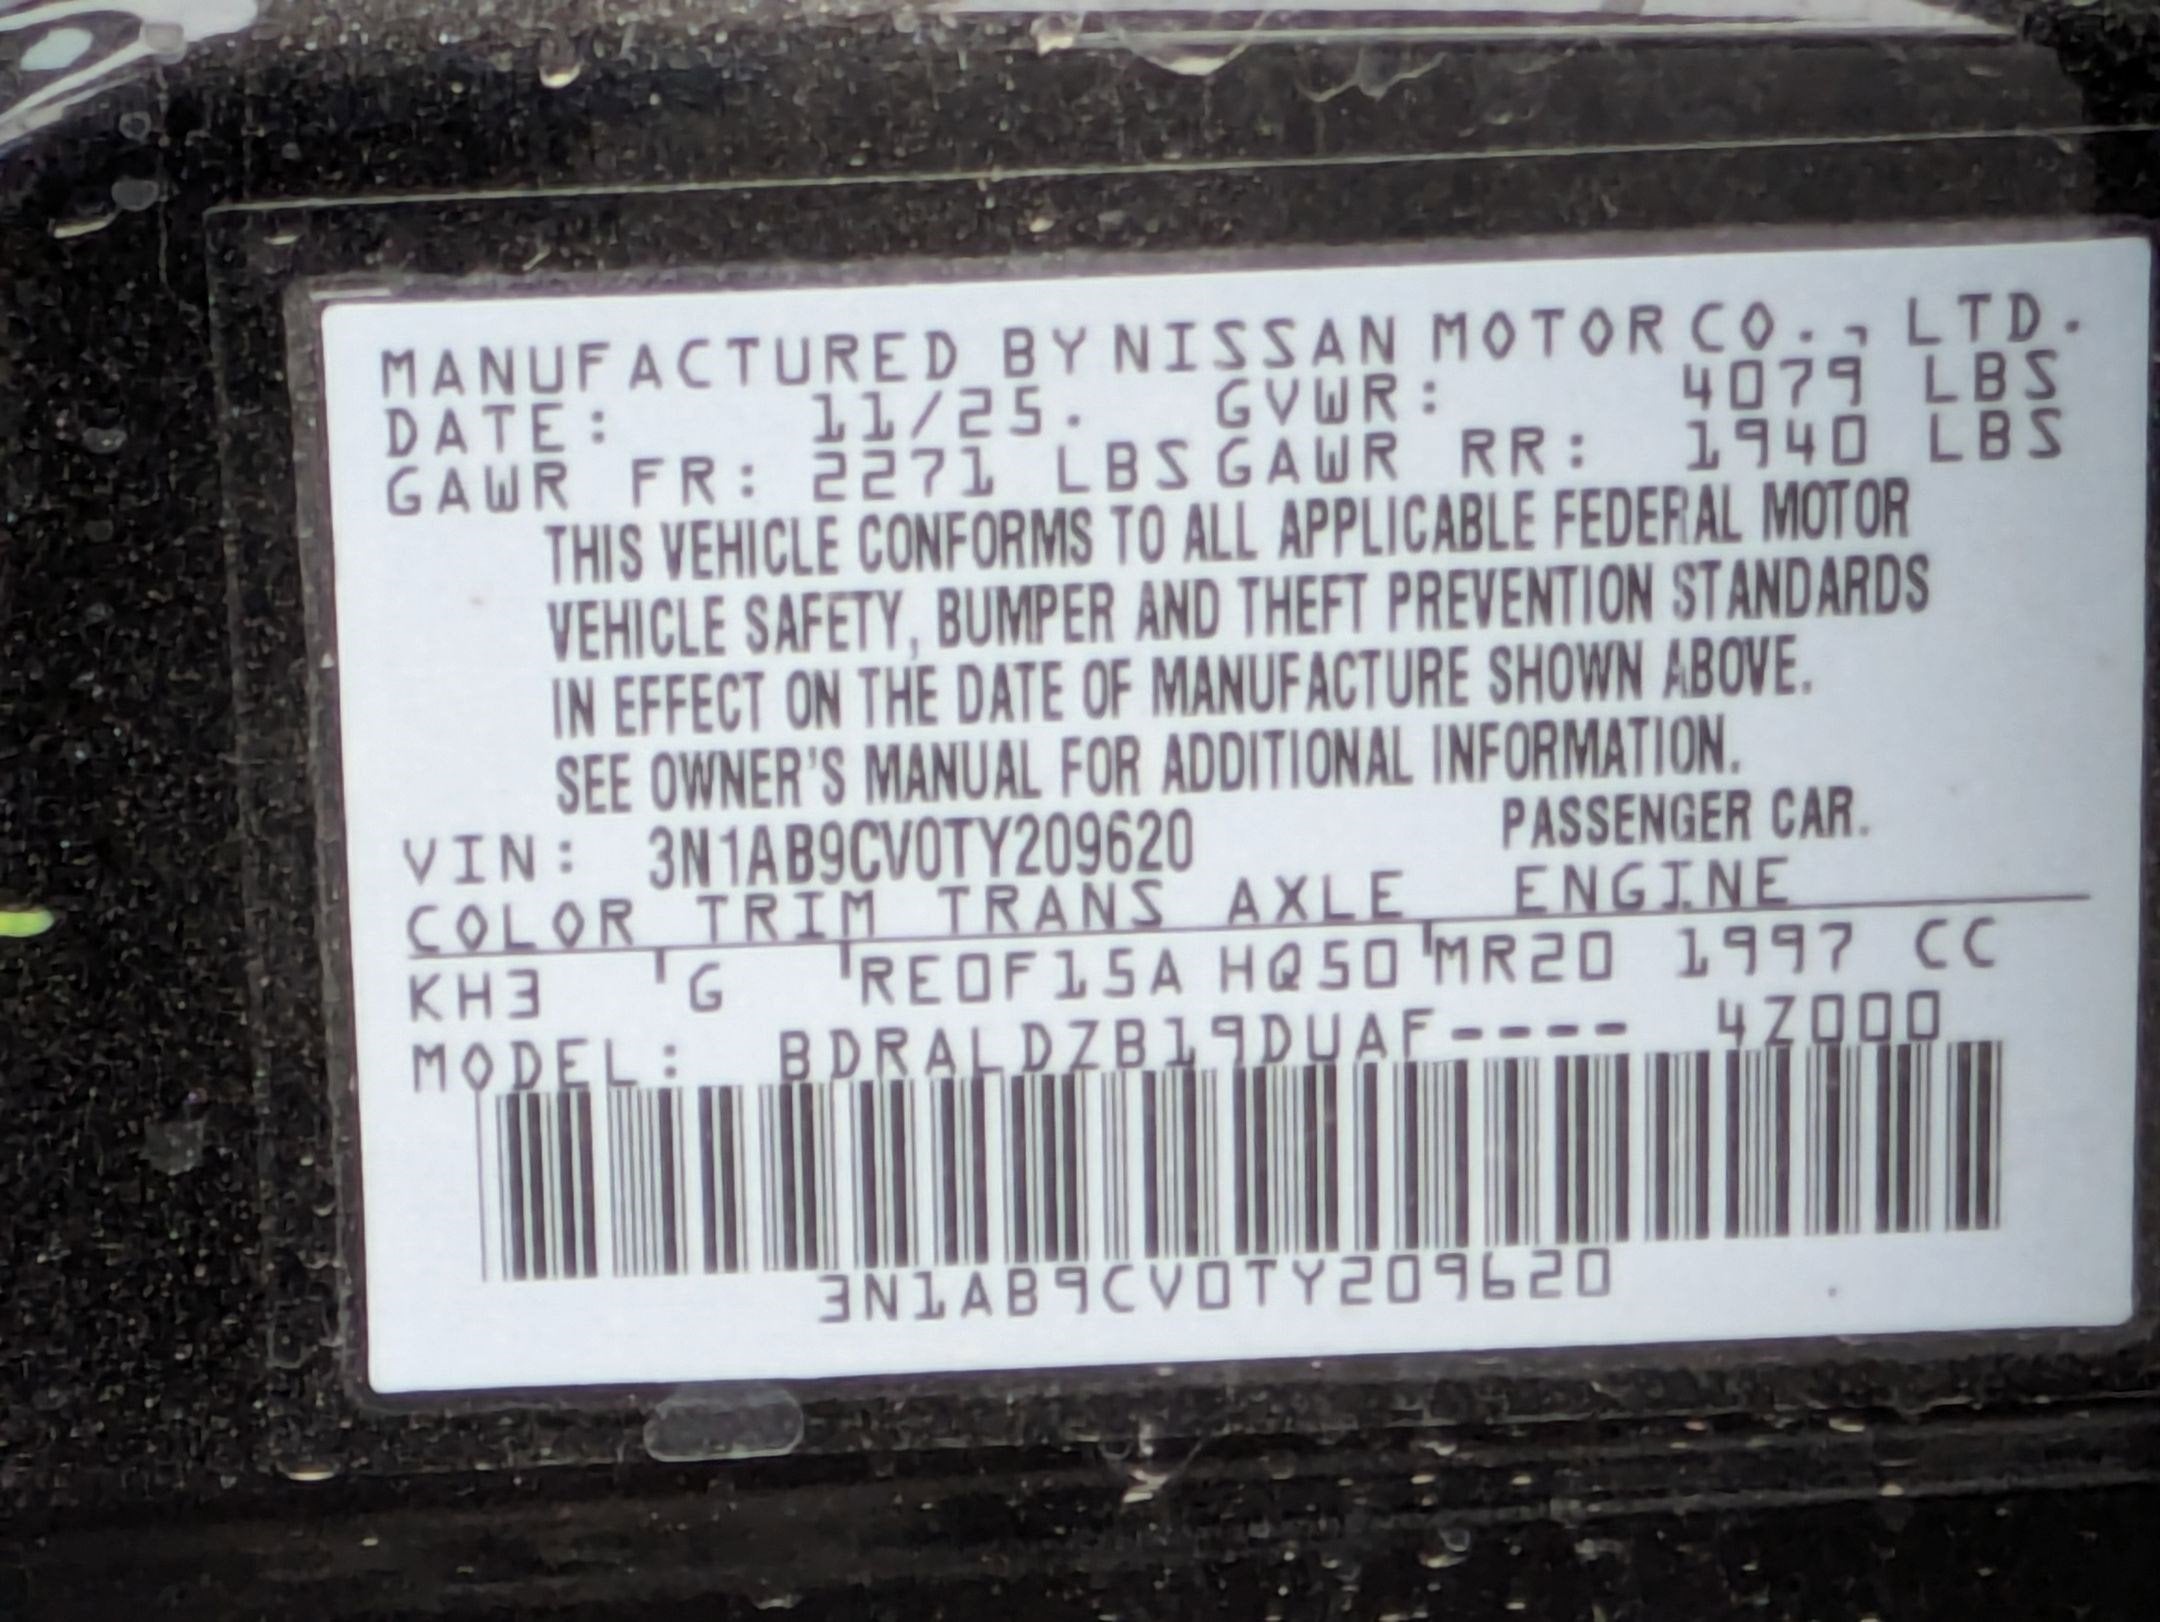 MANUFACTURED BY NISSAN MOTOR CO., LTD.
DATE: 11/25. GVWR: 4079 LBS
GAWR FR: 2271 LBS GAWR RR: 1940 LBS
THIS VEHICLE CONFORMS TO ALL APPLICABLE FEDERAL MOTOR
VEHICLE SAFETY, BUMPER AND THEFT PREVENTION STANDARDS
IN EFFECT ON THE DATE OF MANUFACTURE SHOWN ABOVE.
SEE OWNER'S MANUAL FOR ADDITIONAL INFORMATION.
VIN: 3N1AB9CV0TY209620 PASSENGER CAR.
COLOR TRIM TRANS AXLE ENGINE
KH3 G RE0F15A HQ50 MR20 1997 CC
MODEL: BDRALDZB19DUAF---- 4Z000
3N1AB9CV0TY209620